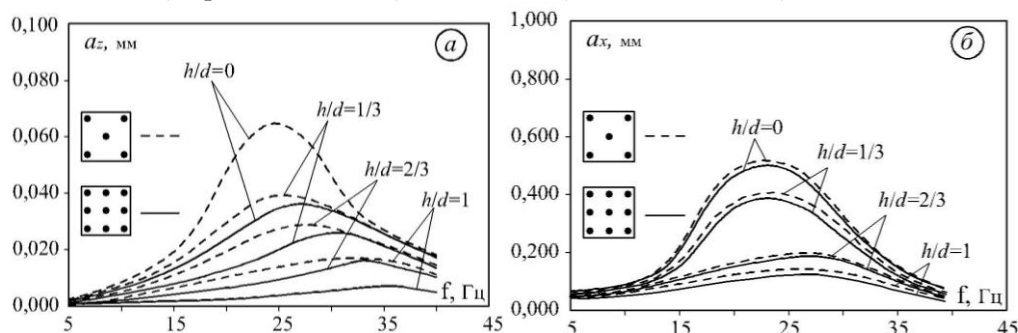 0,100
0,080
0,060
0,040
0,020
0,000
az, мм
а
h/d=0
h/d=1/3
h/d=2/3
h/d=1
f, Гц
5 15 25 35 45
1,000
0,800
0,600
0,400
0,200
0,000
ax, мм
б
h/d=0
h/d=1/3
h/d=2/3
h/d=1
f, Гц
5 15 25 35 45